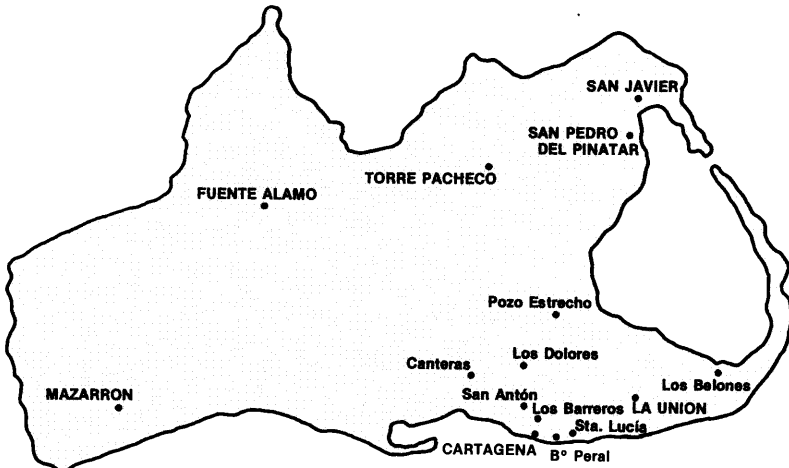 SAN JAVIER
SAN PEDRO
DEL PINATAR
TORRE PACHECO
FUENTE ALAMO
Pozo Estrecho
Los Dolores
Canteras
Los Belones
MAZARRON
San Antón
Los Barreros
LA UNION
Sta. Lucía
CARTAGENA
Bº Peral